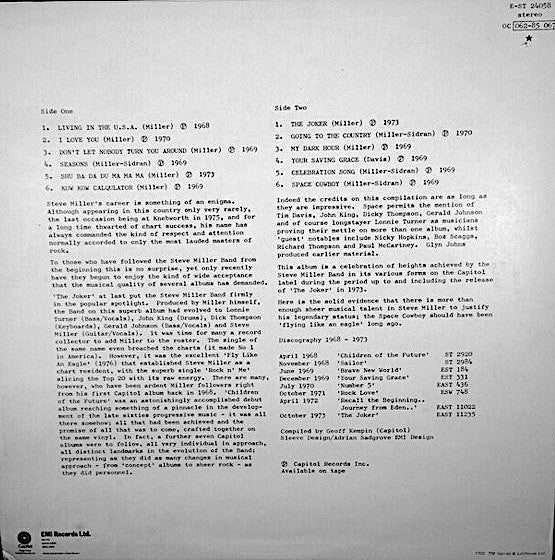 E-ST 24058
stereo
OC 062-85 067
Side One
1. LIVING IN THE U.S.A. (Miller) Ⓟ 1968
2. I LOVE YOU (Miller) Ⓟ 1970
3. DON'T LET NOBODY TURN YOU AROUND (Miller) Ⓟ 1969
4. SEASONS (Miller-Sidran) Ⓟ 1969
5. SHU BA DA DU MA MA MA (Miller) Ⓟ 1973
6. KOW KOW CALQULATOR (Miller) Ⓟ 1969
Steve Miller's career is something of an enigma.
Although appearing in this country only very rarely,
the last occasion being at Knebworth in 1975, and for
a long time thwarted of chart success, his name has
always commanded the kind of respect and attention
normally accorded to only the most lauded masters of
rock.
To those who have followed the Steve Miller Band from
the beginning this is no surprise, yet only recently
have they begun to enjoy the kind of wide acceptance
that the musical quality of several albums has demanded.
'The Joker' at last put the Steve Miller Band firmly
in the popular spotlight. Produced by Miller himself,
the Band on this superb album had evolved to Lonnie
Turner (Bass/Vocals), John King (Drums), Dick Thompson
(Keyboards), Gerald Johnson (Bass/Vocals) and Steve
Miller (Guitar/Vocals). It was time for many a record
collector to add Miller to the roster. The single of
the same name even breached the charts (it made No 1
in America). However, it was the excellent 'Fly Like
An Eagle' (1976) that established Steve Miller as a
chart resident, with the superb single 'Rock n' Me'
slicing the Top 20 with its raw energy. There are many,
however, who have been ardent Miller followers right
from his first Capitol album back in 1968, 'Children
of the Future' was an astonishingly accomplished debut
album reaching something of a pinnacle in the develop-
ment of the late sixties progressive music - it was all
there somehow; all that had been achieved and the
promise of all that was to come, crafted together on
the same vinyl. In fact, a further seven Capitol
albums were to follow, all very individual in approach,
all distinct landmarks in the evolution of the Band;
representing as they did as many changes in musical
approach - from 'concept' albums to sheer rock - as
they did personnel.
Side Two
1. THE JOKER (Miller) Ⓟ 1973
2. GOING TO THE COUNTRY (Miller-Sidran) Ⓟ 1970
3. MY DARK HOUR (Miller) Ⓟ 1969
4. YOUR SAVING GRACE (Davis) Ⓟ 1969
5. CELEBRATION SONG (Miller-Sidran) Ⓟ 1969
6. SPACE COWBOY (Miller-Sidran) Ⓟ 1969
Indeed the credits on this compilation are as long as
they are impressive. Space permits the mention of
Tim Davis, John King, Dicky Thompson, Gerald Johnson
and of course longstayer Lonnie Turner as musicians
proving their mettle on more than one album, whilst
'guest' notables include Nicky Hopkins, Boz Scaggs,
Richard Thompson and Paul McCartney. Glyn Johns
produced earlier material.
This album is a celebration of heights achieved by the
Steve Miller Band in its various forms on the Capitol
label during the period up to and including the release
of 'The Joker' in 1973.
Here is the solid evidence that there is more than
enough sheer musical talent in Steve Miller to justify
his legendary status; the Space Cowboy should have been
'flying like an eagle' long ago.
Discography 1968 - 1973
April 1968 'Children of the Future' ST 2920
November 1968 'Sailor' ST 2984
June 1969 'Brave New World' EST 184
December 1969 'Your Saving Grace' EST 331
July 1970 'Number 5' EAST 436
October 1971 'Rock Love' ESW 748
April 1972 'Recall the Beginning..
Journey from Eden..' EAST 11022
October 1973 'The Joker' EAST 11235
Compiled by Geoff Kempin (Capitol)
Sleeve Design/Adrian Sadgrove EMI Design
Ⓟ Capitol Records Inc.
Available on tape
Capitol
EMI Records Ltd.